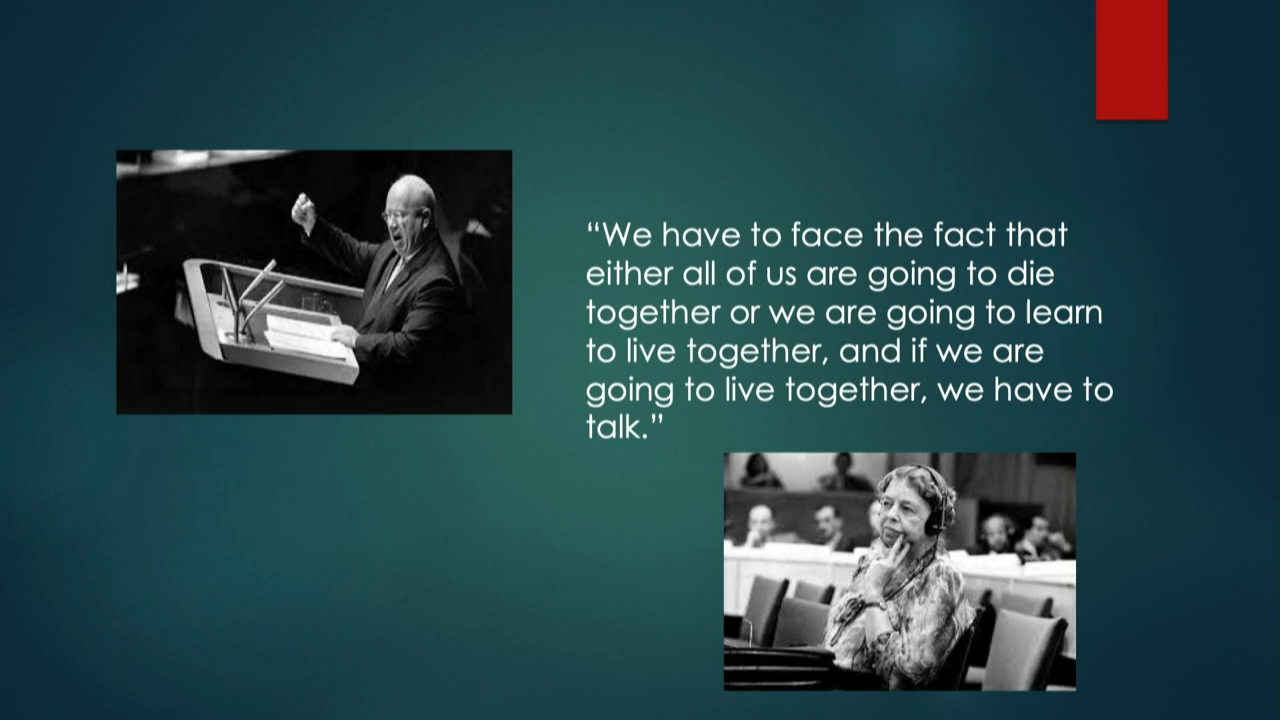 “We have to face the fact that
either all of us are going to die
together or we are going to learn
to live together, and if we are
going to live together, we have to
talk.”